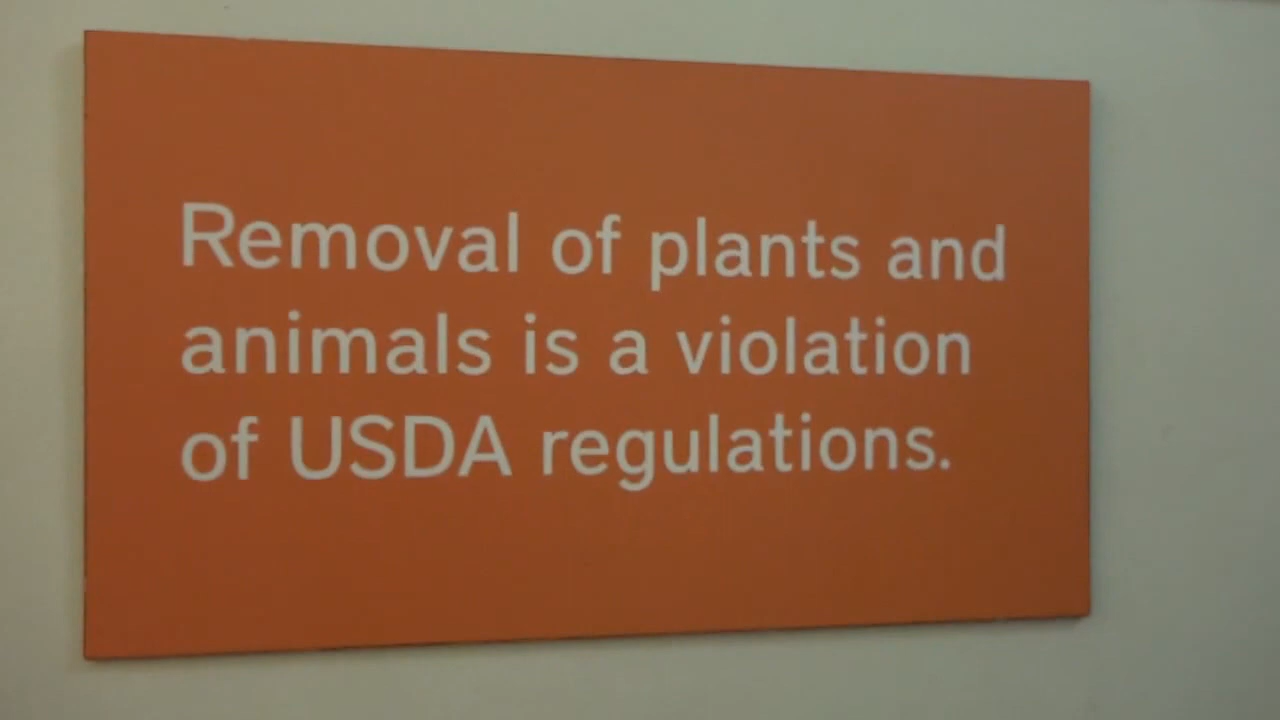 Removal of plants and
animals is a violation
of USDA regulations.